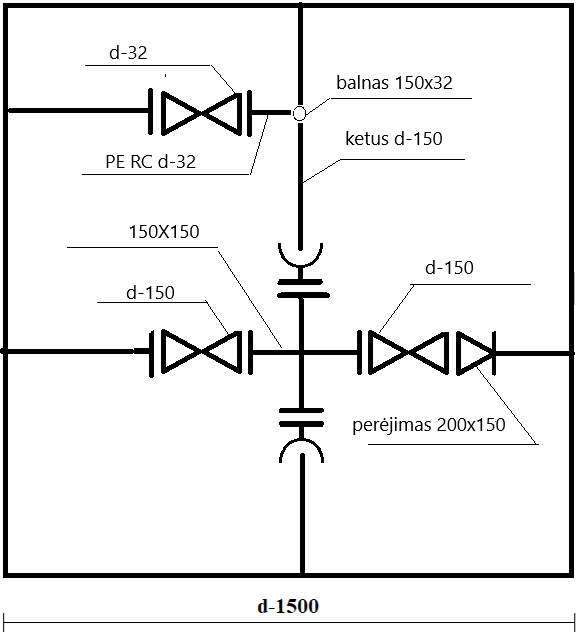 d-32
balnas 150x32
ketus d-150
PE RC d-32
150X150
d-150
d-150
perėjimas 200x150
d-1500